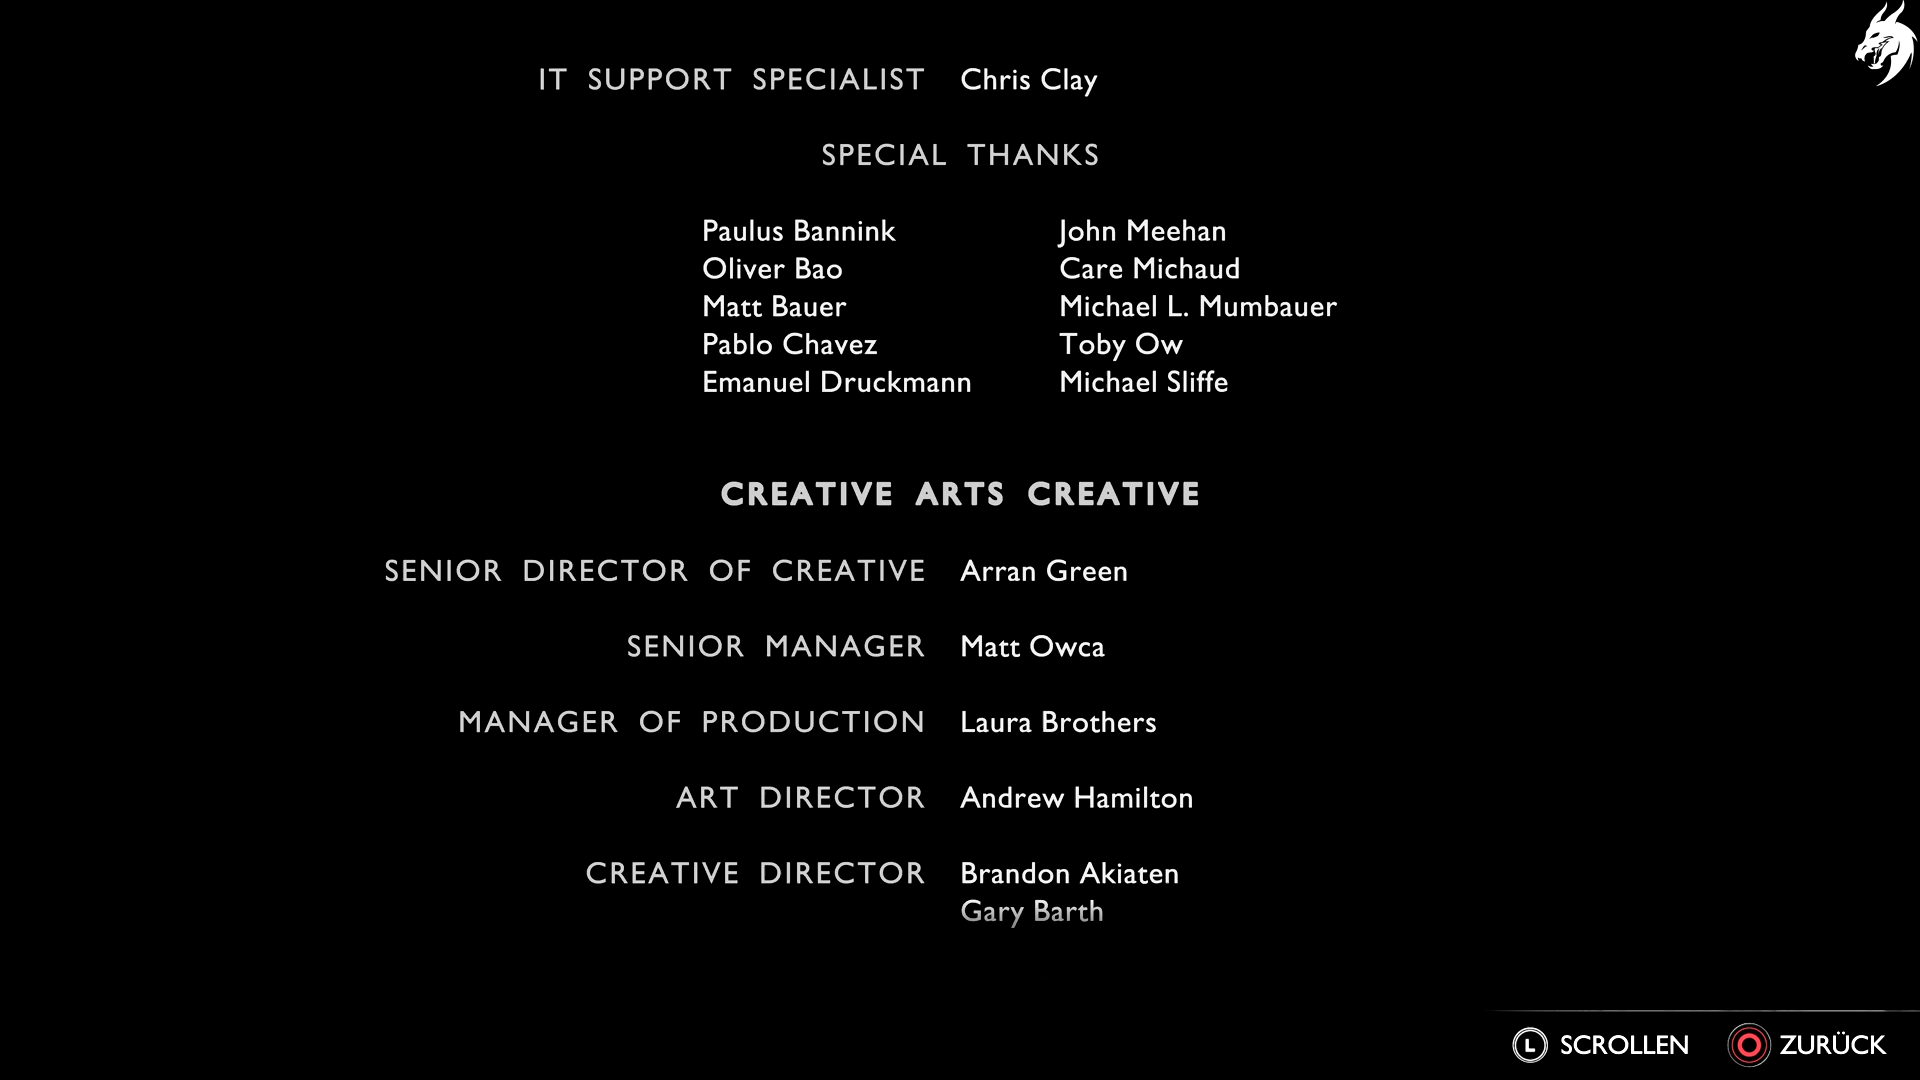 IT SUPPORT SPECIALIST Chris Clay
SPECIAL THANKS
Paulus Bannink John Meehan
Oliver Bao Care Michaud
Matt Bauer Michael L. Mumbauer
Pablo Chavez Toby Ow
Emanuel Druckmann Michael Sliffe
CREATIVE ARTS CREATIVE
SENIOR DIRECTOR OF CREATIVE Arran Green
SENIOR MANAGER Matt Owca
MANAGER OF PRODUCTION Laura Brothers
ART DIRECTOR Andrew Hamilton
CREATIVE DIRECTOR Brandon Akiaten
Gary Barth
L SCROLLEN ZURÜCK